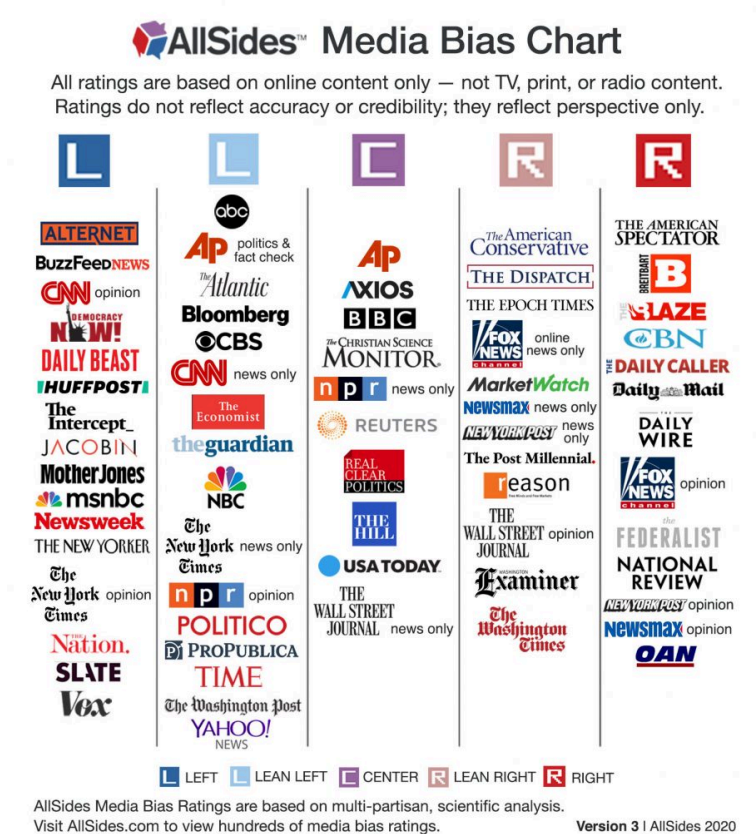 AllSides™ Media Bias Chart
All ratings are based on online content only — not TV, print, or radio content.
Ratings do not reflect accuracy or credibility; they reflect perspective only.
L
L
C
R
R
ALTERNET
BuzzFeedNEWS
CNN opinion
DEMOCRACY
NOW!
DAILY BEAST
HUFFPOST
The
Intercept_
JACOBIN
Mother Jones
msnbc
Newsweek
THE NEW YORKER
The
New York opinion
Times
The
Nation.
SLATE
Vox
abc
AP politics &
fact check
The
Atlantic
Bloomberg
CBS
CNN news only
The
Economist
theguardian
NBC
The
New York news only
Times
npr opinion
POLITICO
P PROPUBLICA
TIME
The Washington Post
YAHOO!
NEWS
AP
AXIOS
BBC
The CHRISTIAN SCIENCE
MONITOR
npr news only
REUTERS
REAL
CLEAR
POLITICS
THE
HILL
USA TODAY
THE
WALL STREET
JOURNAL news only
The American
Conservative
THE DISPATCH
THE EPOCH TIMES
FOX
NEWS
channel
online
news only
MarketWatch
Newsmax news only
NEW YORK POST news
only
The Post Millennial.
reason
Free Minds and Free Markets
THE
WALL STREET opinion
JOURNAL
WASHINGTON
Examiner
The
Washington
Times
THE AMERICAN
SPECTATOR
BREITBART
B
THE
BLAZE
CBN
THE
DAILY CALLER
Daily Mail
THE
DAILY
WIRE
FOX
NEWS
channel
opinion
the
FEDERALIST
NATIONAL
REVIEW
NEW YORK POST opinion
Newsmax opinion
OAN
L LEFT L LEAN LEFT C CENTER R LEAN RIGHT R RIGHT
AllSides Media Bias Ratings are based on multi-partisan, scientific analysis.
Visit AllSides.com to view hundreds of media bias ratings.
Version 3 | AllSides 2020